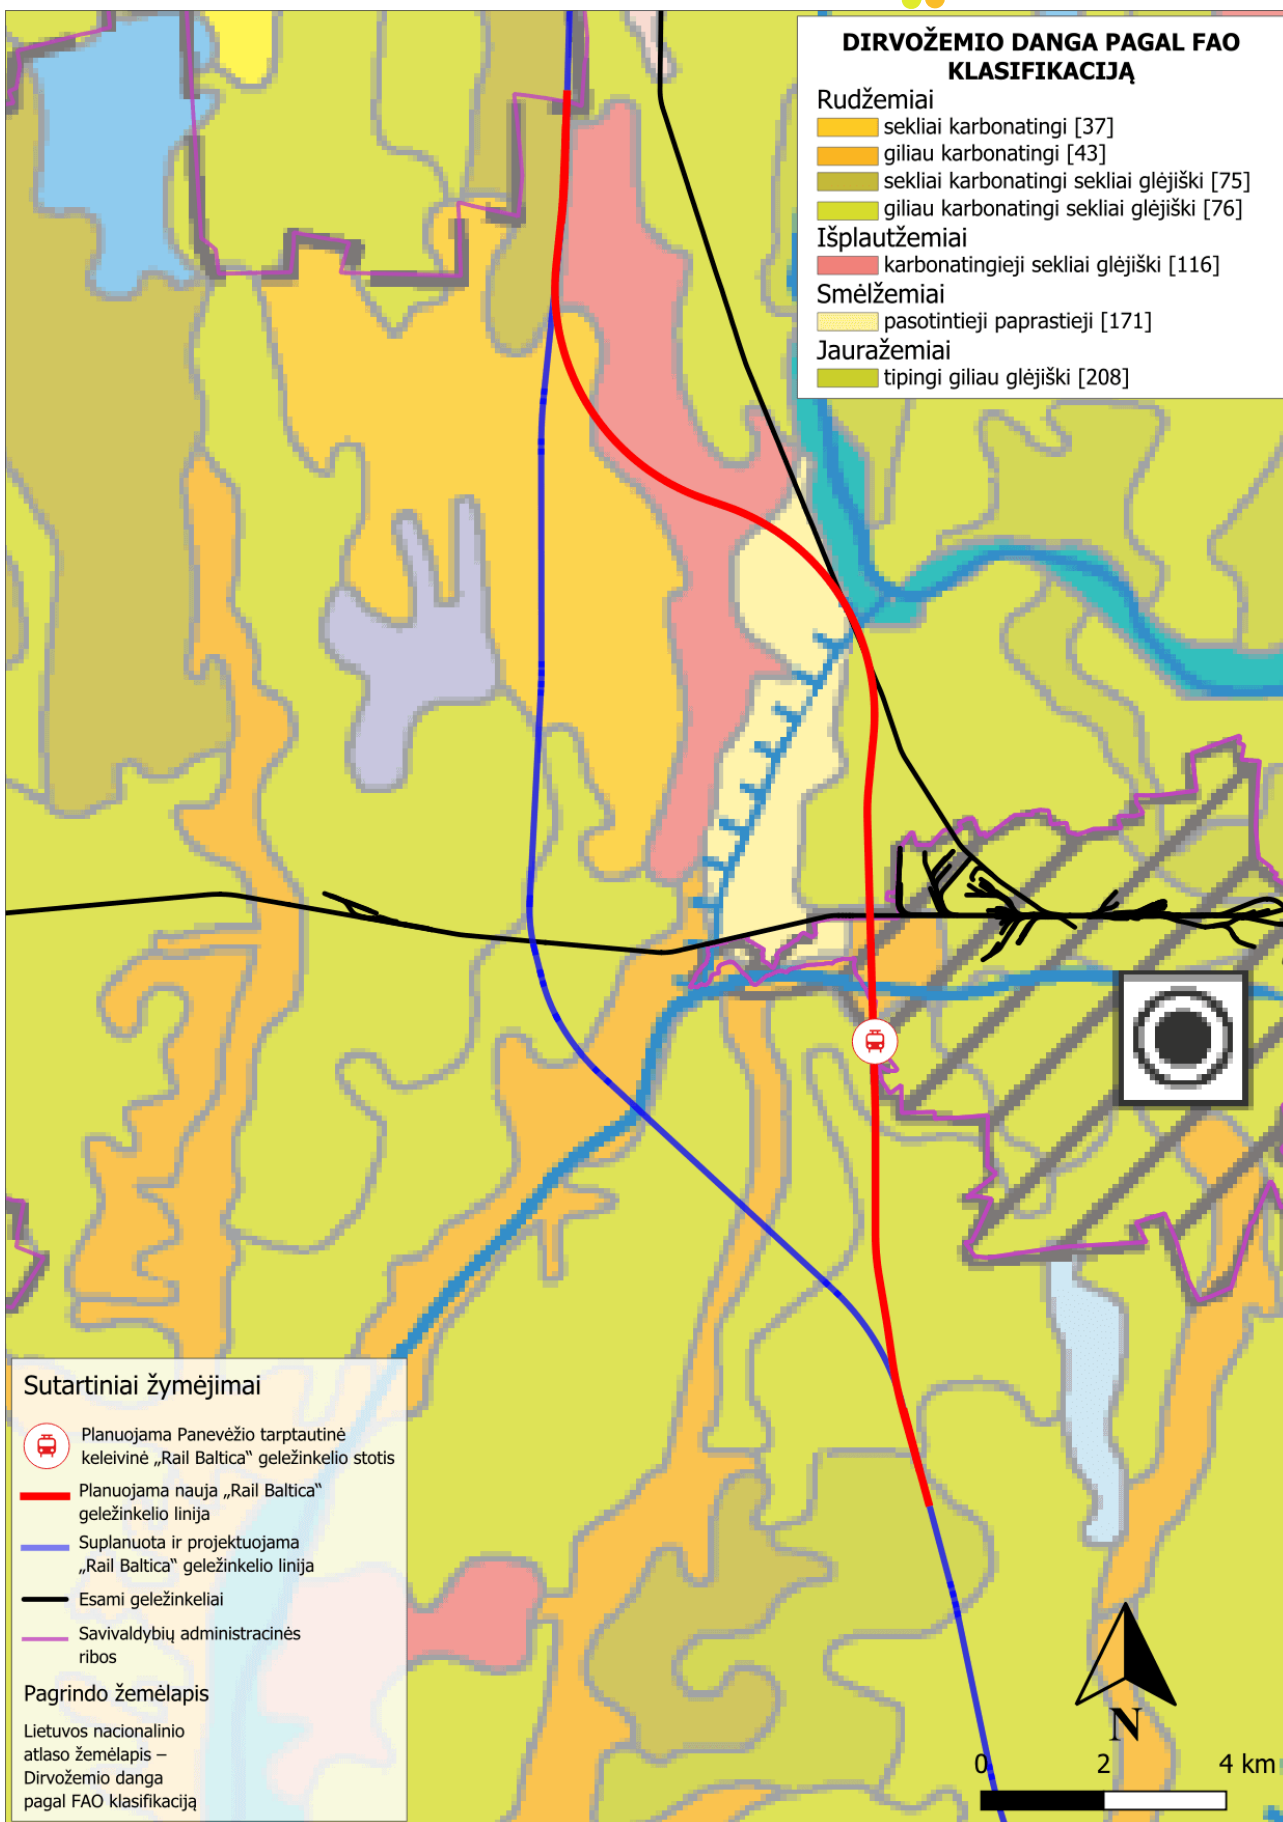 DIRVOŽEMIO DANGA PAGAL FAO
KLASIFIKACIJĄ
Rudžemiai
sekliai karbonatingi [37]
giliau karbonatingi [43]
sekliai karbonatingi sekliai glėjiški [75]
giliau karbonatingi sekliai glėjiški [76]
Išplautžemiai
karbonatingieji sekliai glėjiški [116]
Smėlžemiai
pasotintieji paprastieji [171]
Jauražemiai
tipingi giliau glėjiški [208]
Sutartiniai žymėjimai
Planuojama Panevėžio tarptautinė
keleivinė „Rail Baltica“ geležinkelio stotis
Planuojama nauja „Rail Baltica“
geležinkelio linija
Suplanuota ir projektuojama
„Rail Baltica“ geležinkelio linija
Esami geležinkeliai
Savivaldybių administracinės
ribos
Pagrindo žemėlapis
Lietuvos nacionalinio
atlaso žemėlapis –
Dirvožemio danga
pagal FAO klasifikaciją
N
0 2 4 km